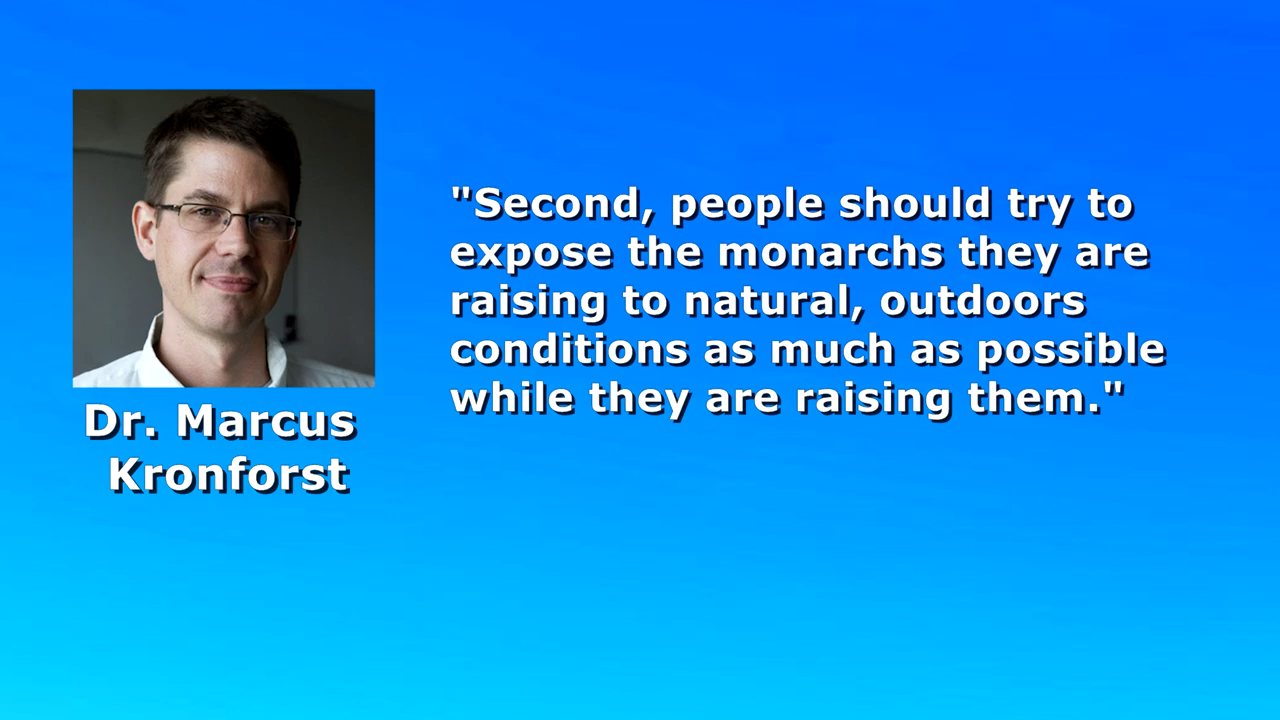 Dr. Marcus
Kronforst
"Second, people should try to
expose the monarchs they are
raising to natural, outdoors
conditions as much as possible
while they are raising them."